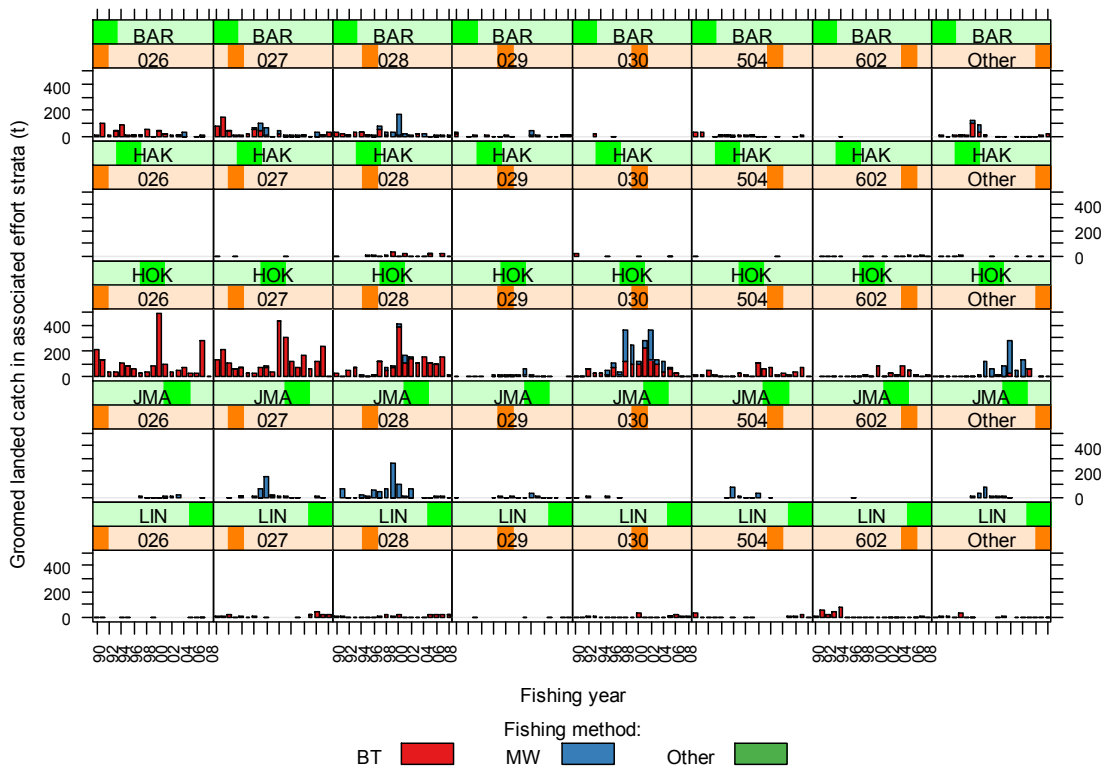 BAR BAR BAR BAR BAR BAR BAR BAR
026 027 028 029 030 504 602 Other
400
200
0
400
200
0
HAK HAK HAK HAK HAK HAK HAK HAK
026 027 028 029 030 504 602 Other
400
200
0
HOK HOK HOK HOK HOK HOK HOK HOK
026 027 028 029 030 504 602 Other
400
200
0
JMA JMA JMA JMA JMA JMA JMA JMA
026 027 028 029 030 504 602 Other
400
200
0
LIN LIN LIN LIN LIN LIN LIN LIN
026 027 028 029 030 504 602 Other
400
200
0
Groomed landed catch in associated effort strata (t)
90 92 94 96 98 00 02 04 06 08 90 92 94 96 98 00 02 04 06 08 90 92 94 96 98 00 02 04 06 08 90 92 94 96 98 00 02 04 06 08
Fishing year
Fishing method:
BT MW Other